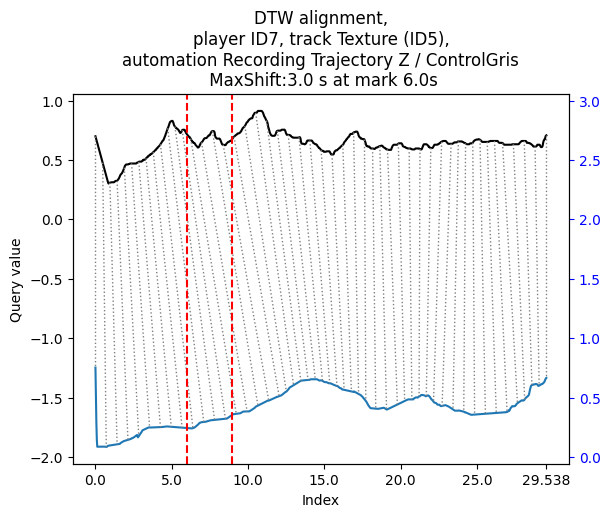 DTW alignment,
player ID7, track Texture (ID5),
automation Recording Trajectory Z / ControlGris
MaxShift:3.0 s at mark 6.0s
1.0
0.5
0.0
−0.5
−1.0
−1.5
−2.0
Query value
3.0
2.5
2.0
1.5
1.0
0.5
0.0
0.0 5.0 10.0 15.0 20.0 25.0 29.538
Index